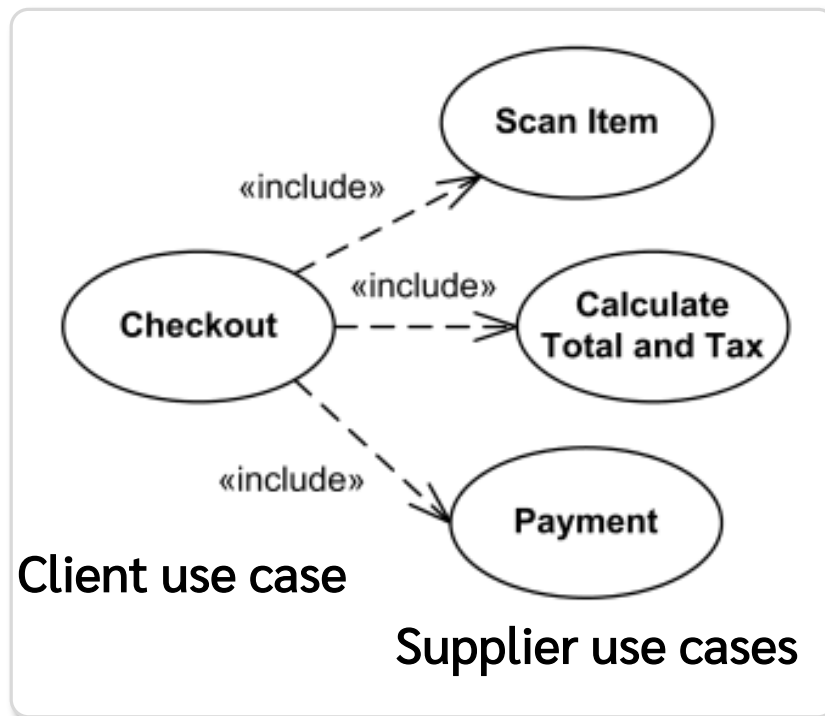 Scan Item
«include»
«include»
Checkout
Calculate
Total and Tax
«include»
Payment
Client use case
Supplier use cases